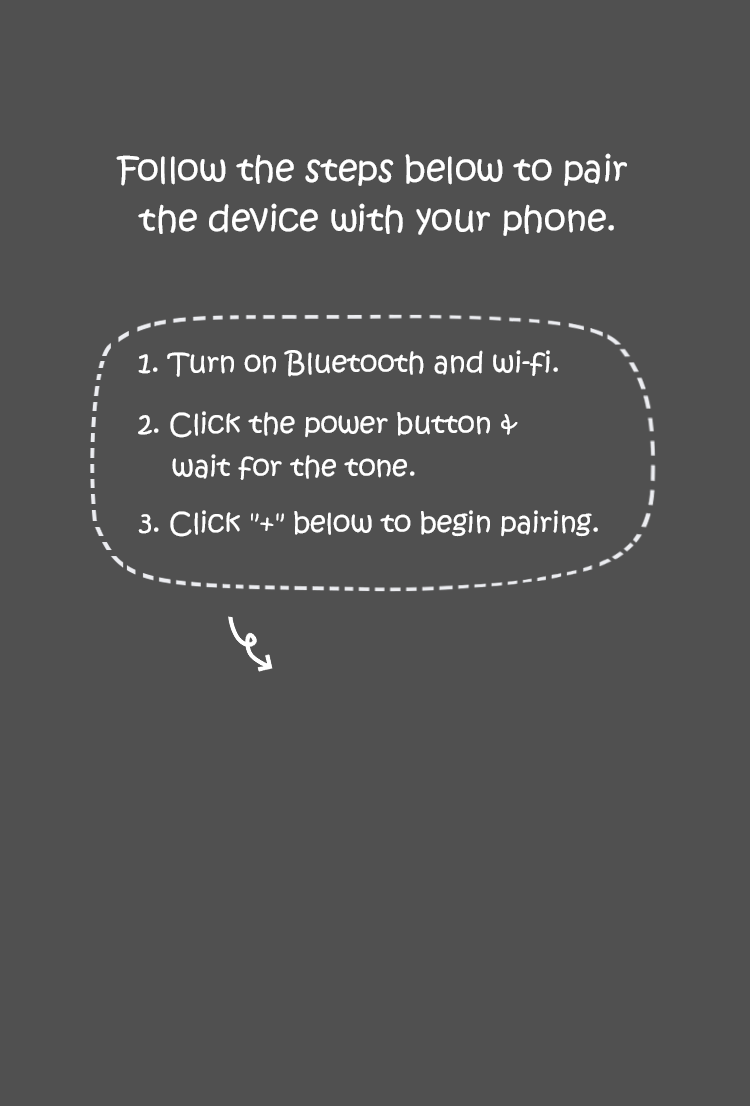 Follow the steps below to pair
the device with your phone.
1. Turn on Bluetooth and wi-fi.
2. Click the power button &
wait for the tone.
3. Click "+" below to begin pairing.